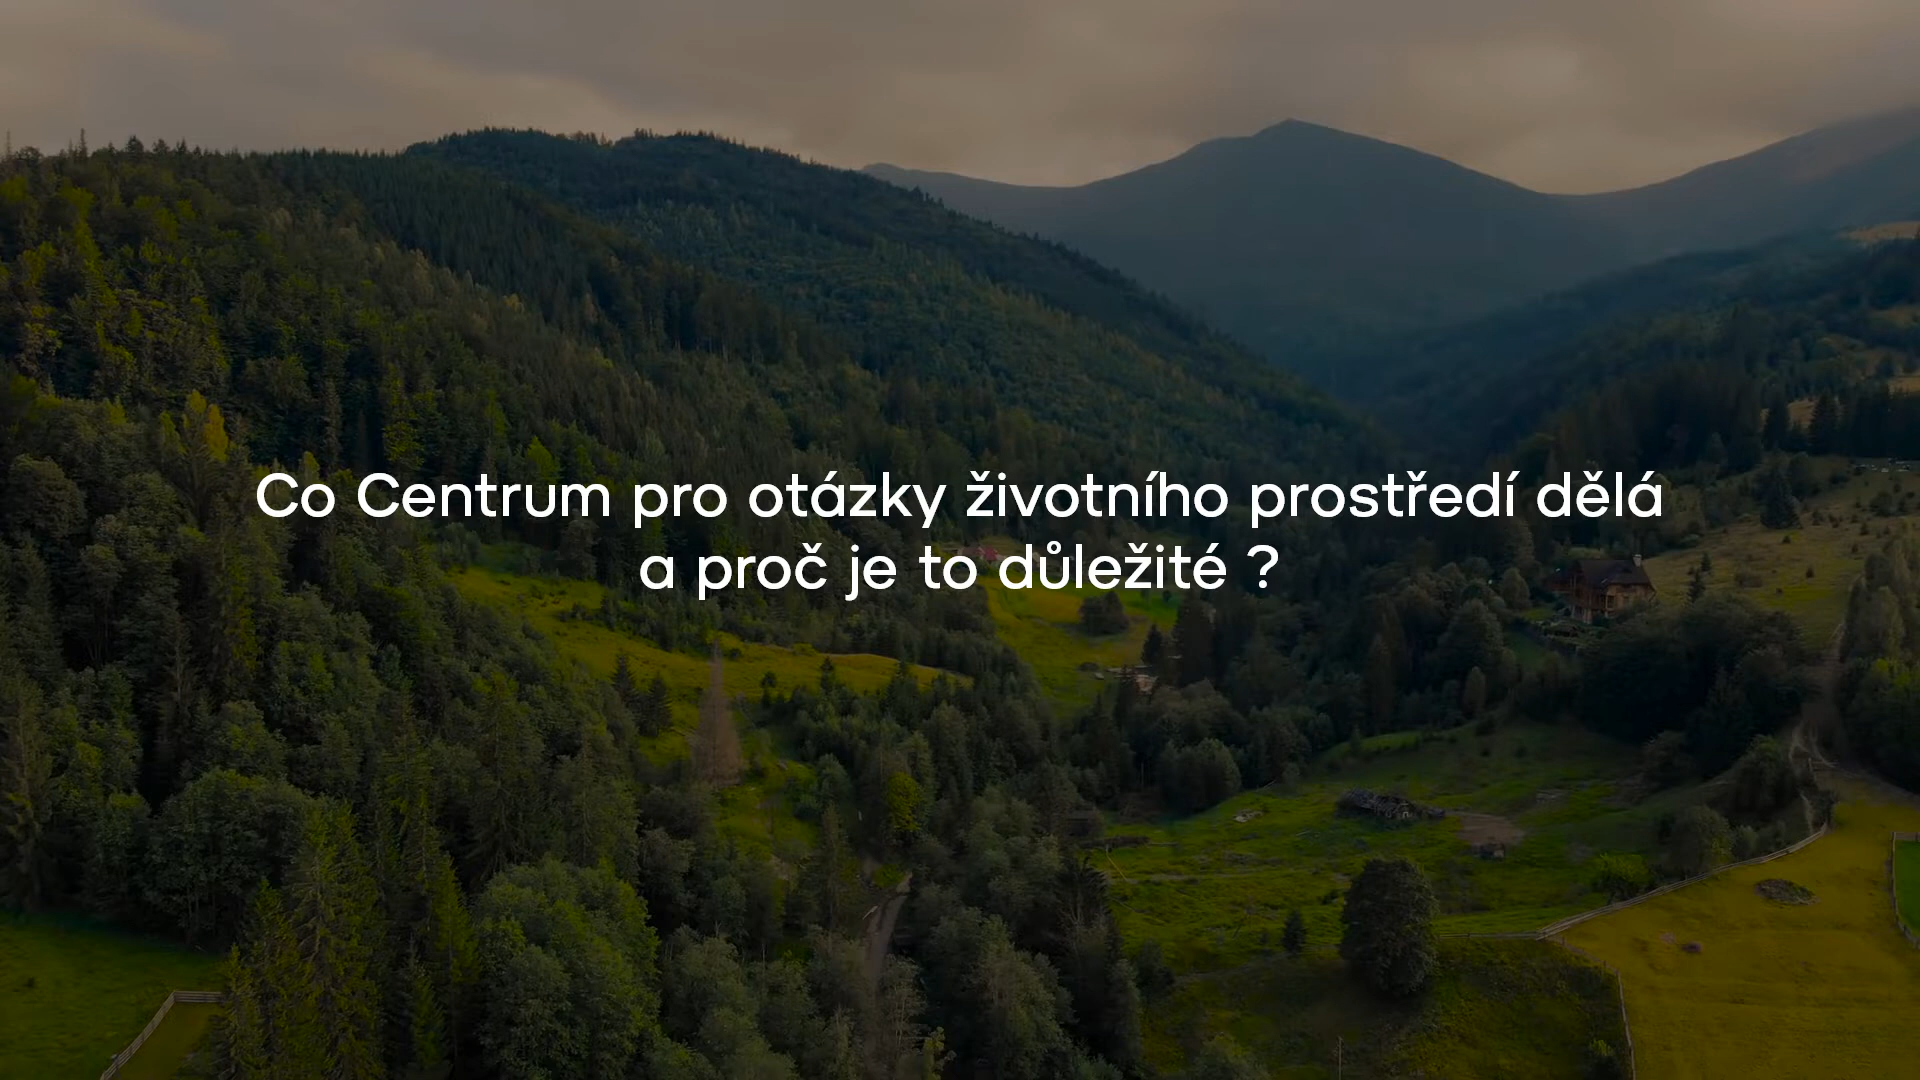 Co Centrum pro otázky životního prostředí dělá
a proč je to důležité ?